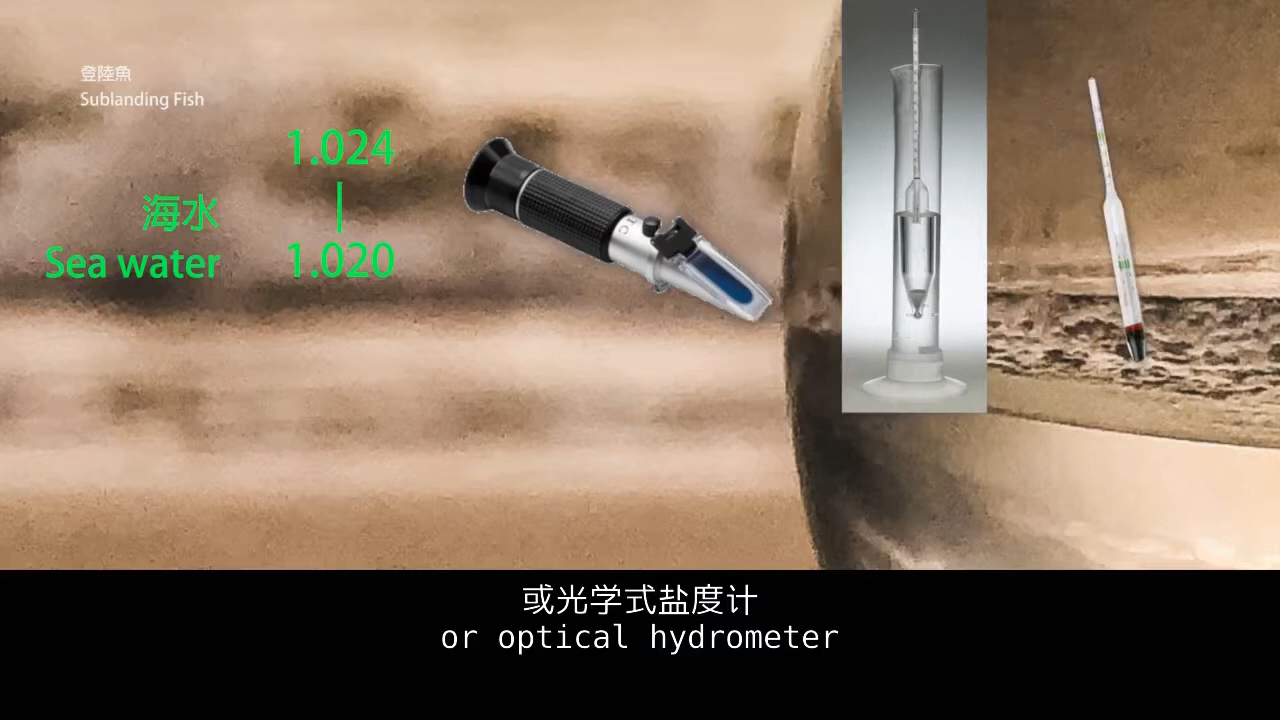 登陸魚
Sublanding Fish
1.024
海水
Sea water
1.020
或光学式盐度计
or optical hydrometer